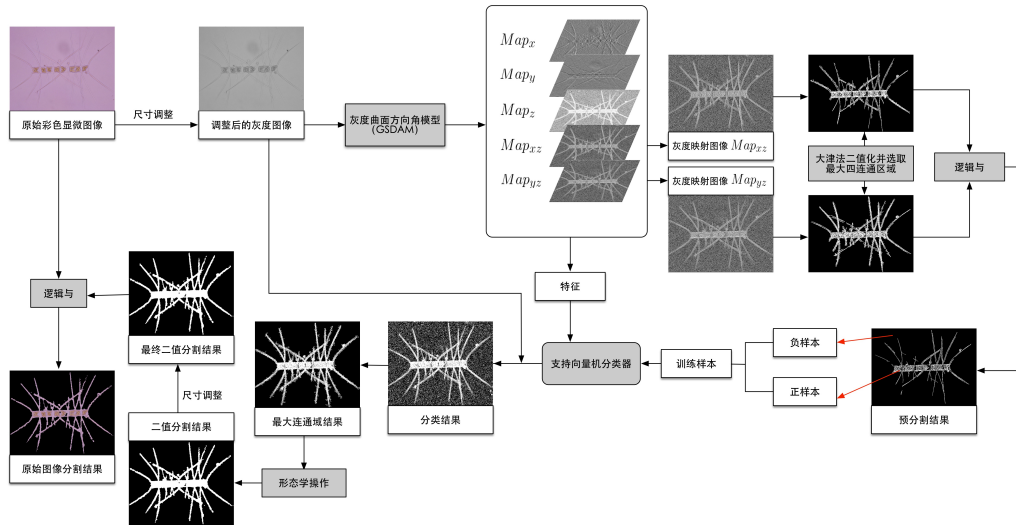 原始彩色显微图像
尺寸调整
调整后的灰度图像
灰度曲面方向角模型
(GSDAM)
Map_x
Map_y
Map_z
Map_xz
Map_yz
灰度映射图像 Map_xz
灰度映射图像 Map_yz
大津法二值化并选取
最大四连通区域
逻辑与
特征
逻辑与
最终二值分割结果
尺寸调整
二值分割结果
原始图像分割结果
最大连通域结果
形态学操作
分类结果
支持向量机分类器
训练样本
负样本
正样本
预分割结果